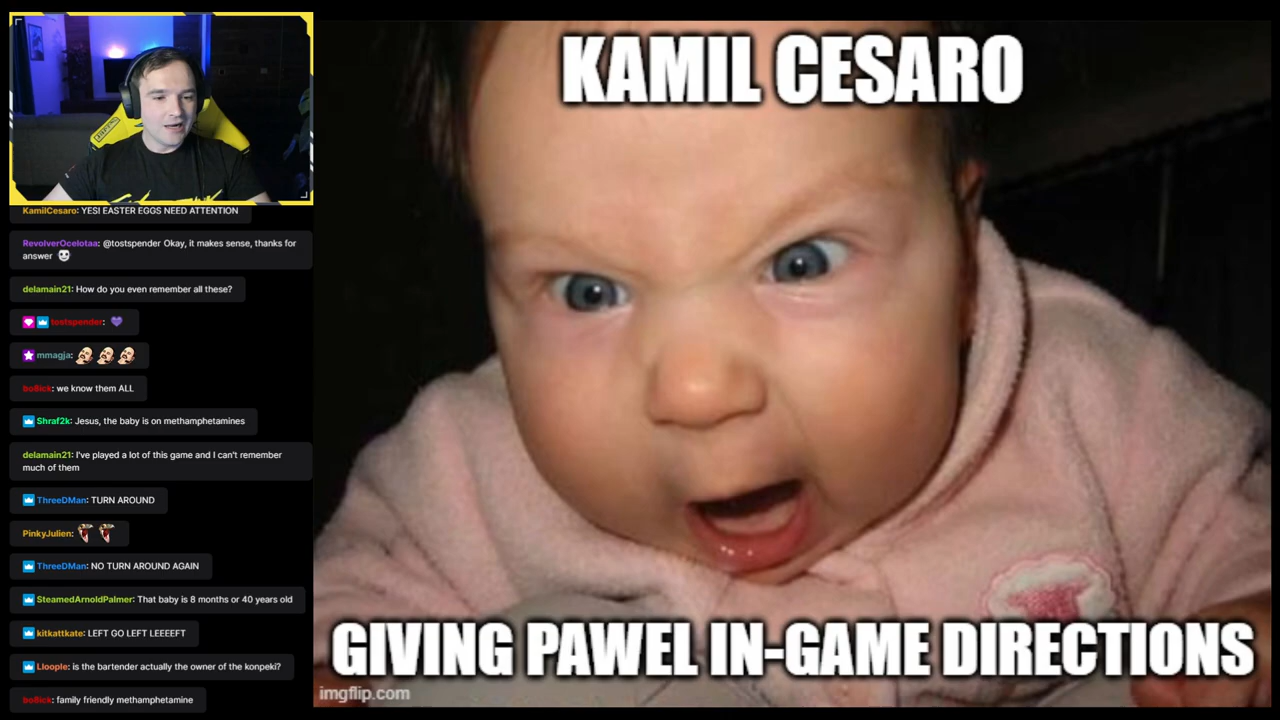 KAMIL CESARO
KamilCesaro: YES! EASTER EGGS NEED ATTENTION
RevolverOcelotaa: @tostspender Okay, it makes sense, thanks for
answer
delamain21: How do you even remember all these?
tostspender:
mmagja:
bo8ick: we know them ALL
Shraf2k: Jesus, the baby is on methamphetamines
delamain21: I've played a lot of this game and I can't remember
much of them
ThreeDMan: TURN AROUND
PinkyJulien:
ThreeDMan: NO TURN AROUND AGAIN
SteamedArnoldPalmer: That baby is 8 months or 40 years old
kitkattkate: LEFT GO LEFT LEEEEFT
Lloople: is the bartender actually the owner of the konpeki?
bo8ick: family friendly methamphetamine
GIVING PAWEL IN-GAME DIRECTIONS
imgflip.com